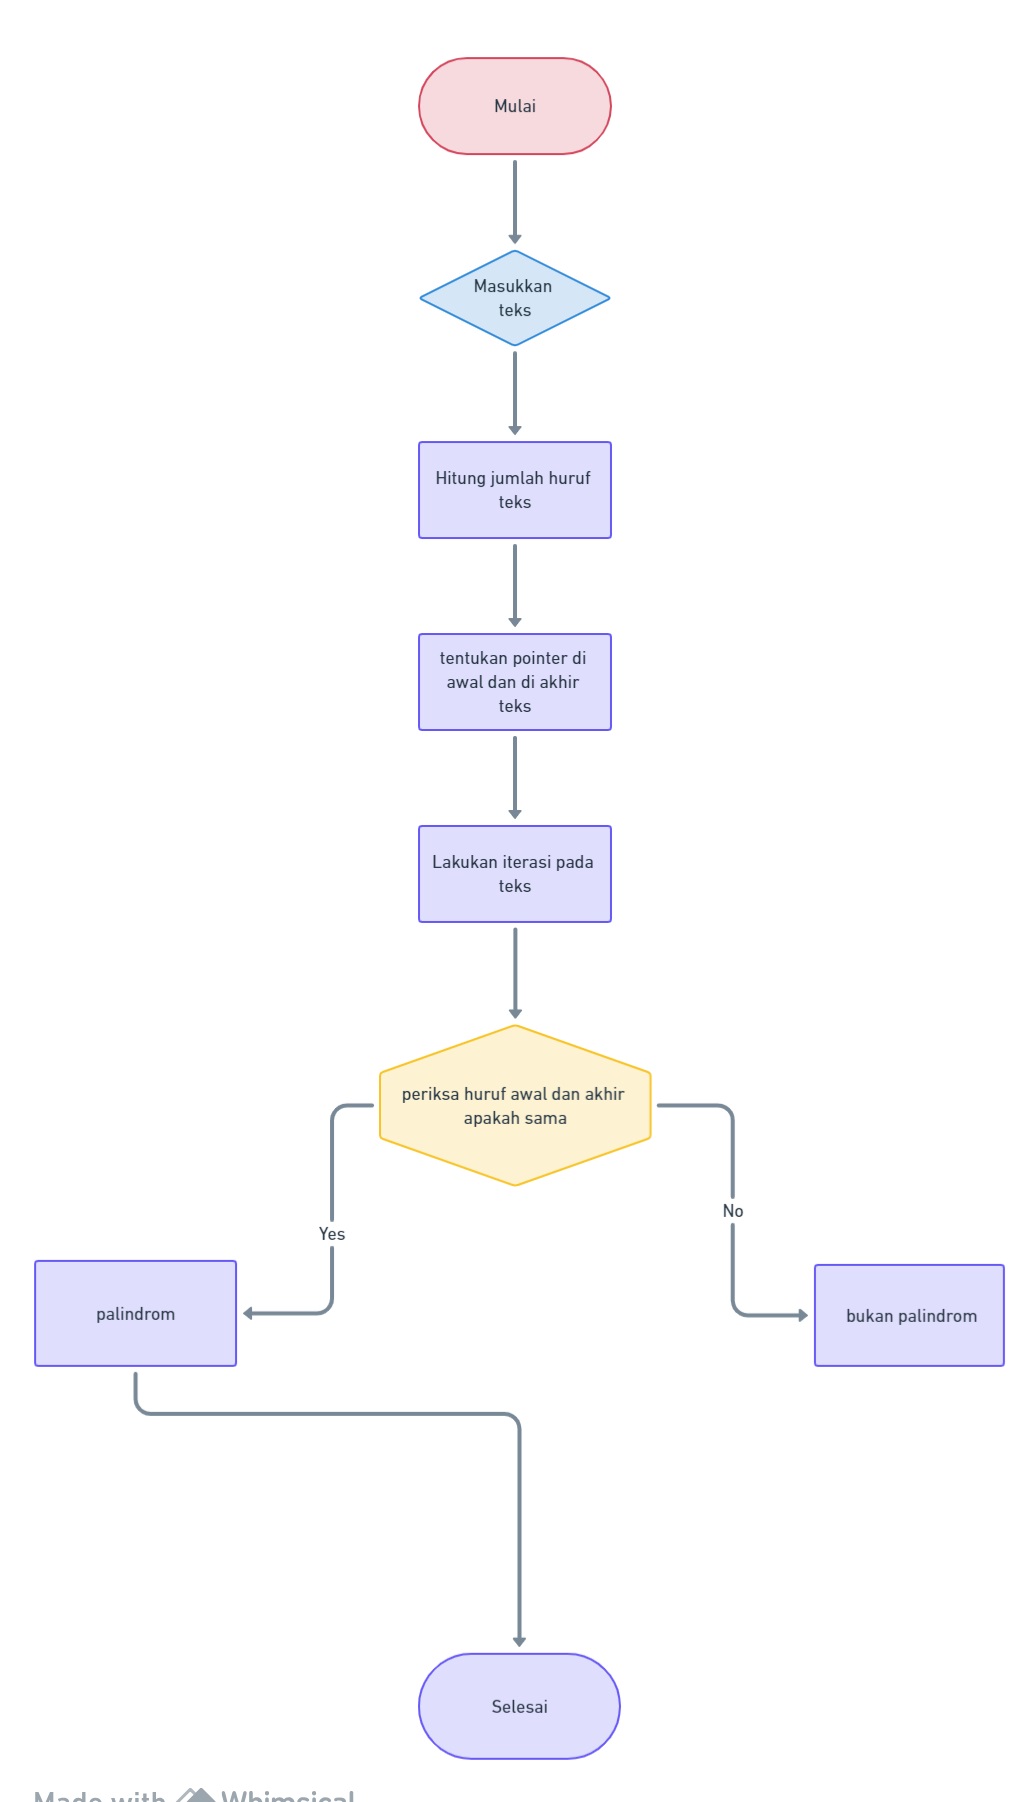 Mulai
Masukkan
teks
Hitung jumlah huruf
teks
tentukan pointer di
awal dan di akhir
teks
Lakukan iterasi pada
teks
periksa huruf awal dan akhir
apakah sama
No
Yes
palindrom
bukan palindrom
Selesai
Made with Whimsical